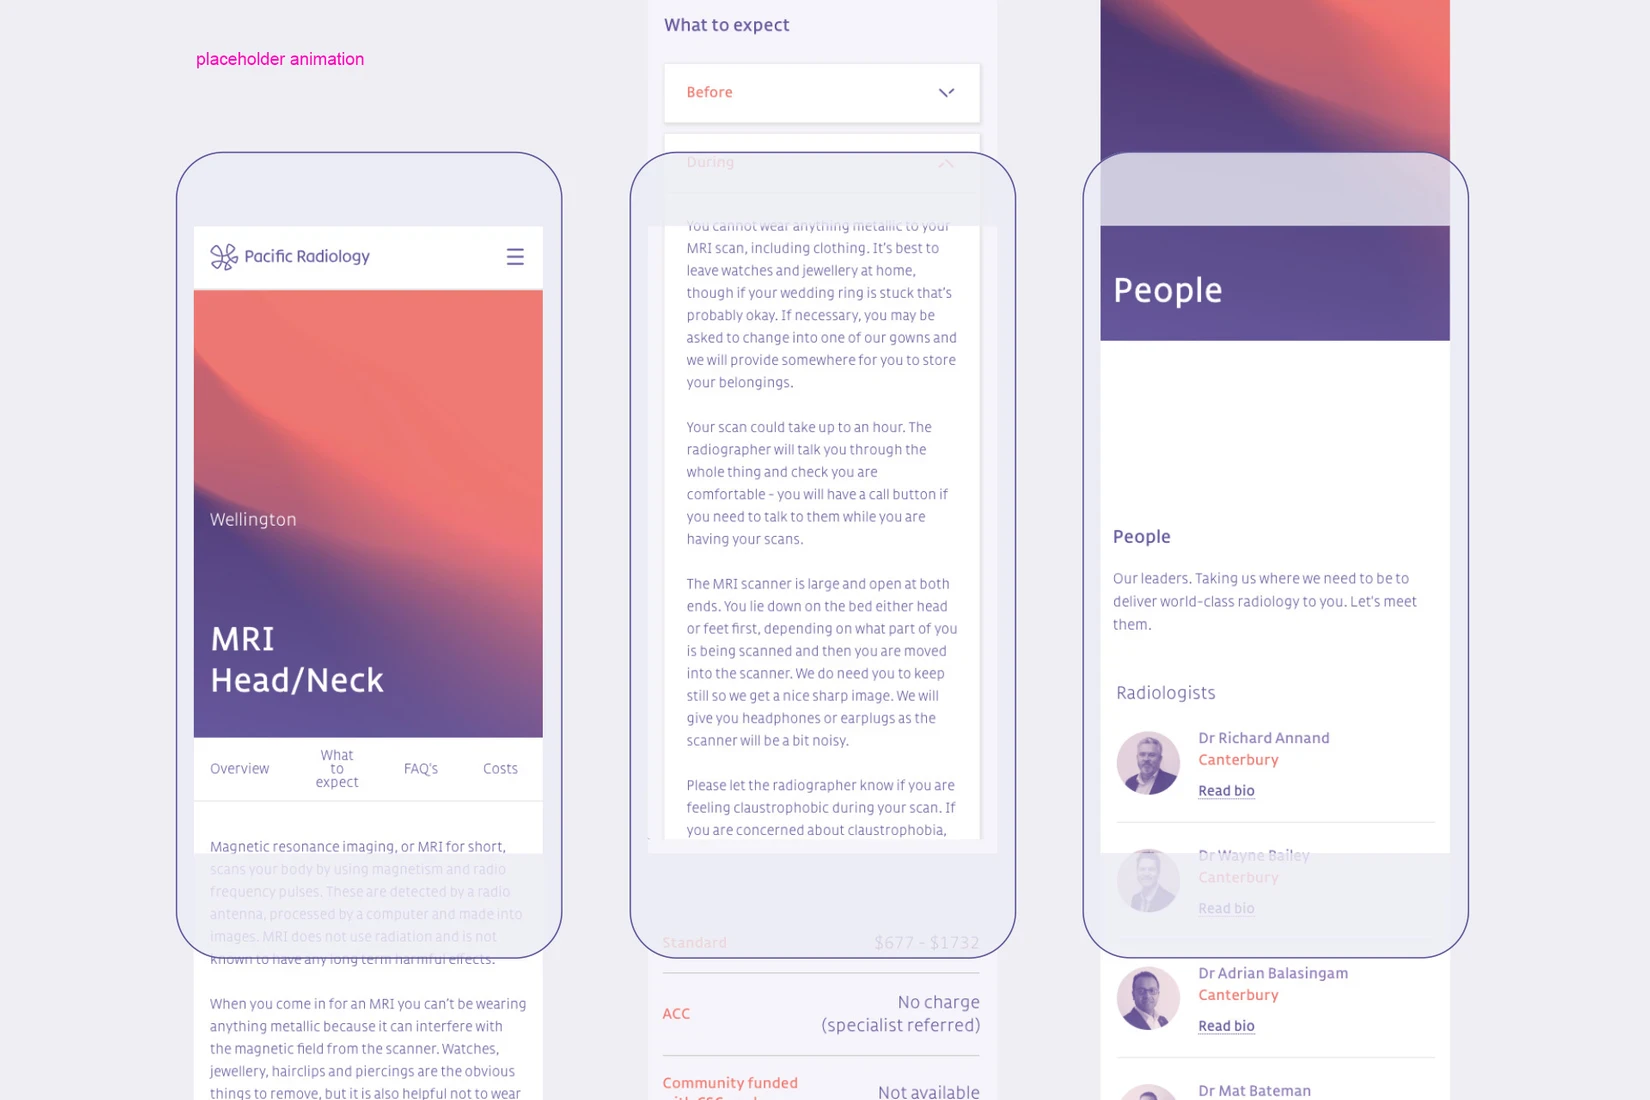 placeholder animation
Pacific Radiology
Wellington
MRI
Head/Neck
Overview
What
to
expect
FAQ's
Costs
Magnetic resonance imaging, or MRI for short,
scans your body by using magnetism and radio
frequency pulses. These are detected by a radio
antenna, processed by a computer and made into
images. MRI does not use radiation and is not
known to have any long term harmful effects.
When you come in for an MRI you can't be wearing
anything metallic because it can interfere with
the magnetic field from the scanner. Watches,
jewellery, hairclips and piercings are the obvious
things to remove, but it is also helpful not to wear
What to expect
Before
During
You cannot wear anything metallic to your
MRI scan, including clothing. It's best to
leave watches and jewellery at home,
though if your wedding ring is stuck that's
probably okay. If necessary, you may be
asked to change into one of our gowns and
we will provide somewhere for you to store
your belongings.
Your scan could take up to an hour. The
radiographer will talk you through the
whole thing and check you are
comfortable - you will have a call button if
you need to talk to them while you are
having your scans.
The MRI scanner is large and open at both
ends. You lie down on the bed either head
or feet first, depending on what part of you
is being scanned and then you are moved
into the scanner. We do need you to keep
still so we get a nice sharp image. We will
give you headphones or earplugs as the
scanner will be a bit noisy.
Please let the radiographer know if you are
feeling claustrophobic during your scan. If
you are concerned about claustrophobia,
Standard
$677 - $1732
ACC
No charge
(specialist referred)
Community funded
Not available
People
People
Our leaders. Taking us where we need to be to
deliver world-class radiology to you. Let's meet
them.
Radiologists
Dr Richard Annand
Canterbury
Read bio
Dr Wayne Bailey
Canterbury
Read bio
Dr Adrian Balasingam
Canterbury
Read bio
Dr Mat Bateman